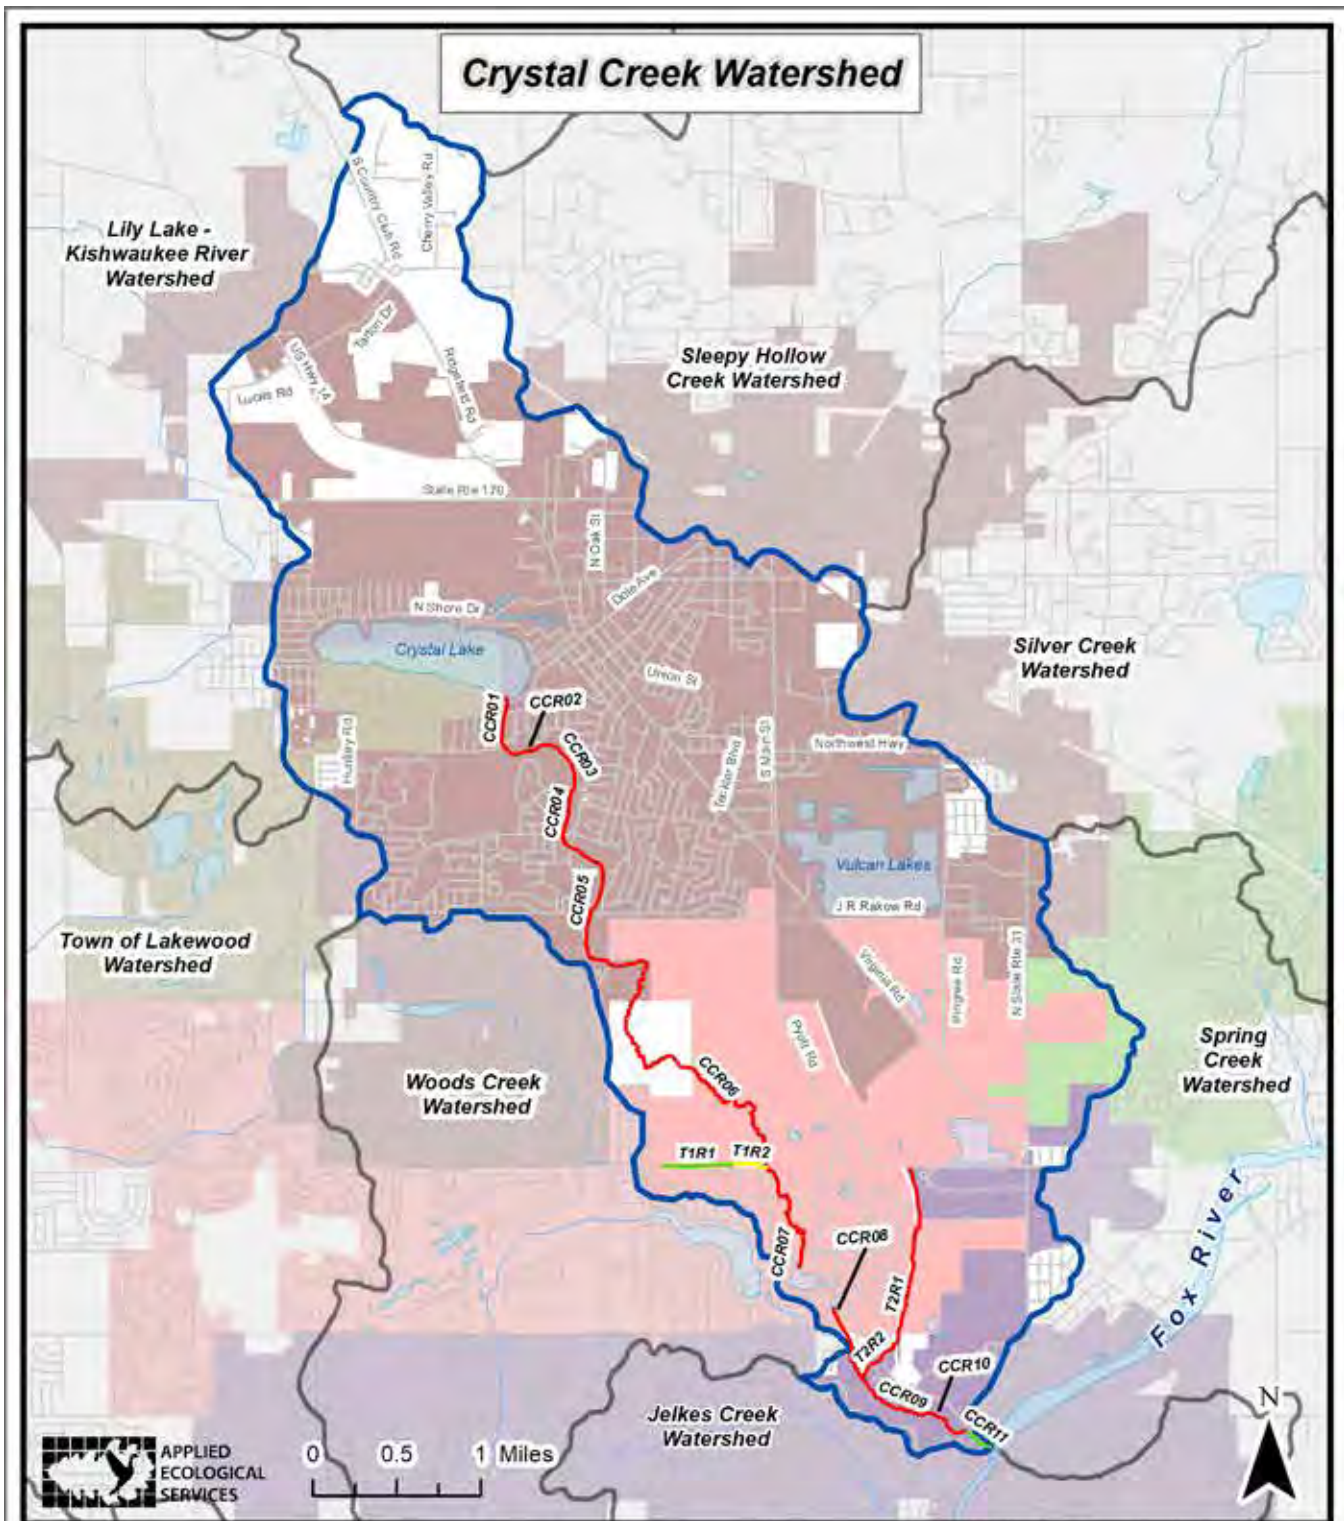 Crystal Creek Watershed
Lily Lake -
Kishwaukee River
Watershed
S Country Club Rd
Cherry Valley Rd
Tarton Dr
US Hwy 14
Lucas Rd
Ridgefield Rd
Sleepy Hollow
Creek Watershed
State Rte 176
N Oak St
Dole Ave
N Shore Dr
Crystal Lake
Union St
Silver Creek
Watershed
CCR01
CCR02
CCR03
CCR04
CCR05
Huntley Rd
Teckler Blvd
S Main St
Northwest Hwy
Vulcan Lakes
J R Rakow Rd
Town of Lakewood
Watershed
Virginia Rd
Pingree Rd
N State Rte 31
Pyott Rd
Spring
Creek
Watershed
Woods Creek
Watershed
CCR06
T1R1
T1R2
CCR07
CCR08
T2R1
T2R2
Fox River
CCR09
CCR10
CCR11
Jelkes Creek
Watershed
N
APPLIED
ECOLOGICAL
SERVICES
0 0.5 1 Miles